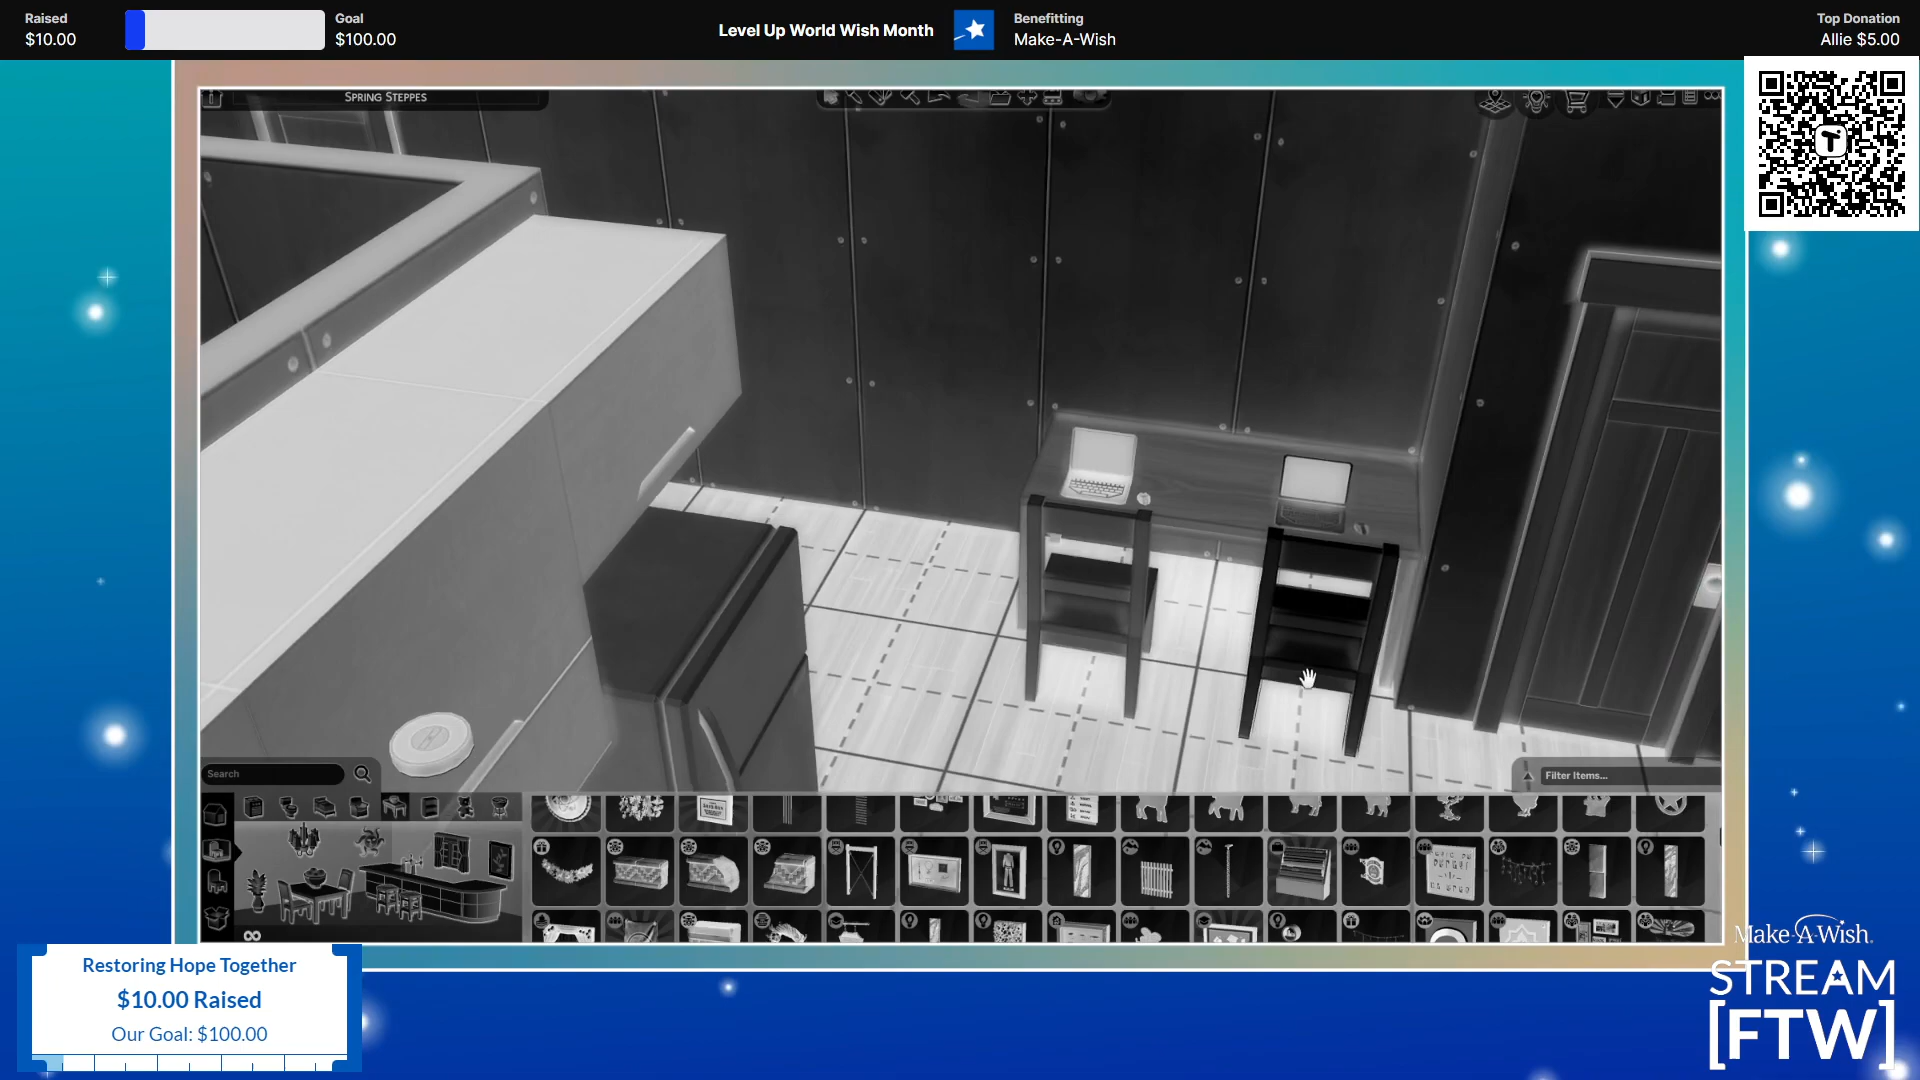 Raised
$10.00
Goal
$100.00
Level Up World Wish Month
Benefitting
Make-A-Wish
Top Donation
Allie $5.00
SPRING STEPPES
Search
Filter Items...
Restoring Hope Together
$10.00 Raised
Our Goal: $100.00
Make-A-Wish
STREAM
[FTW]